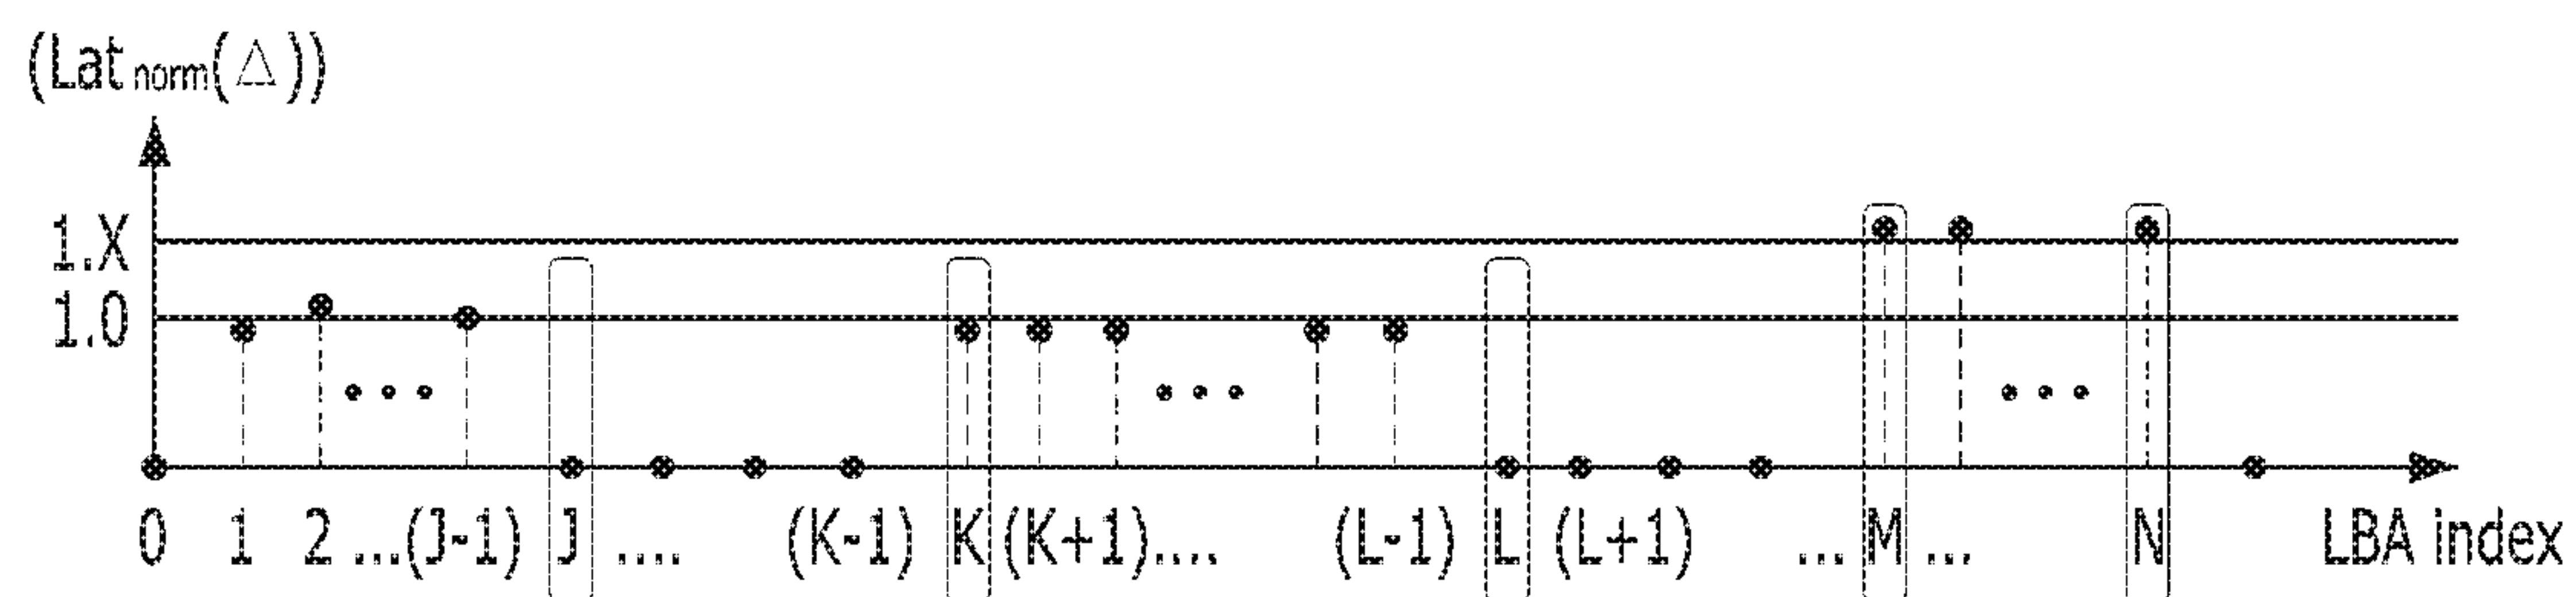 (Lat norm(△))
1.X
1.0
0 1 2 ...(J-1) J .... (K-1) K (K+1).... (L-1) L (L+1) ... M ... N LBA index